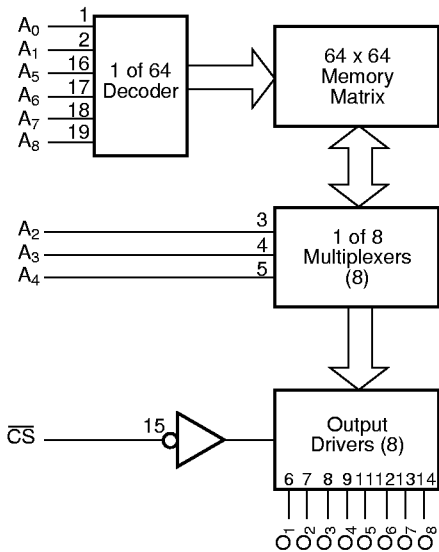 A0 1
A1 2
A5 16
A6 17
A7 18
A8 19
1 of 64
Decoder
64 x 64
Memory
Matrix
A2 3
A3 4
A4 5
1 of 8
Multiplexers
(8)
C̅S̅ 15
Output
Drivers (8)
6 7 8 9 11 12 13 14
O1 O2 O3 O4 O5 O6 O7 O8